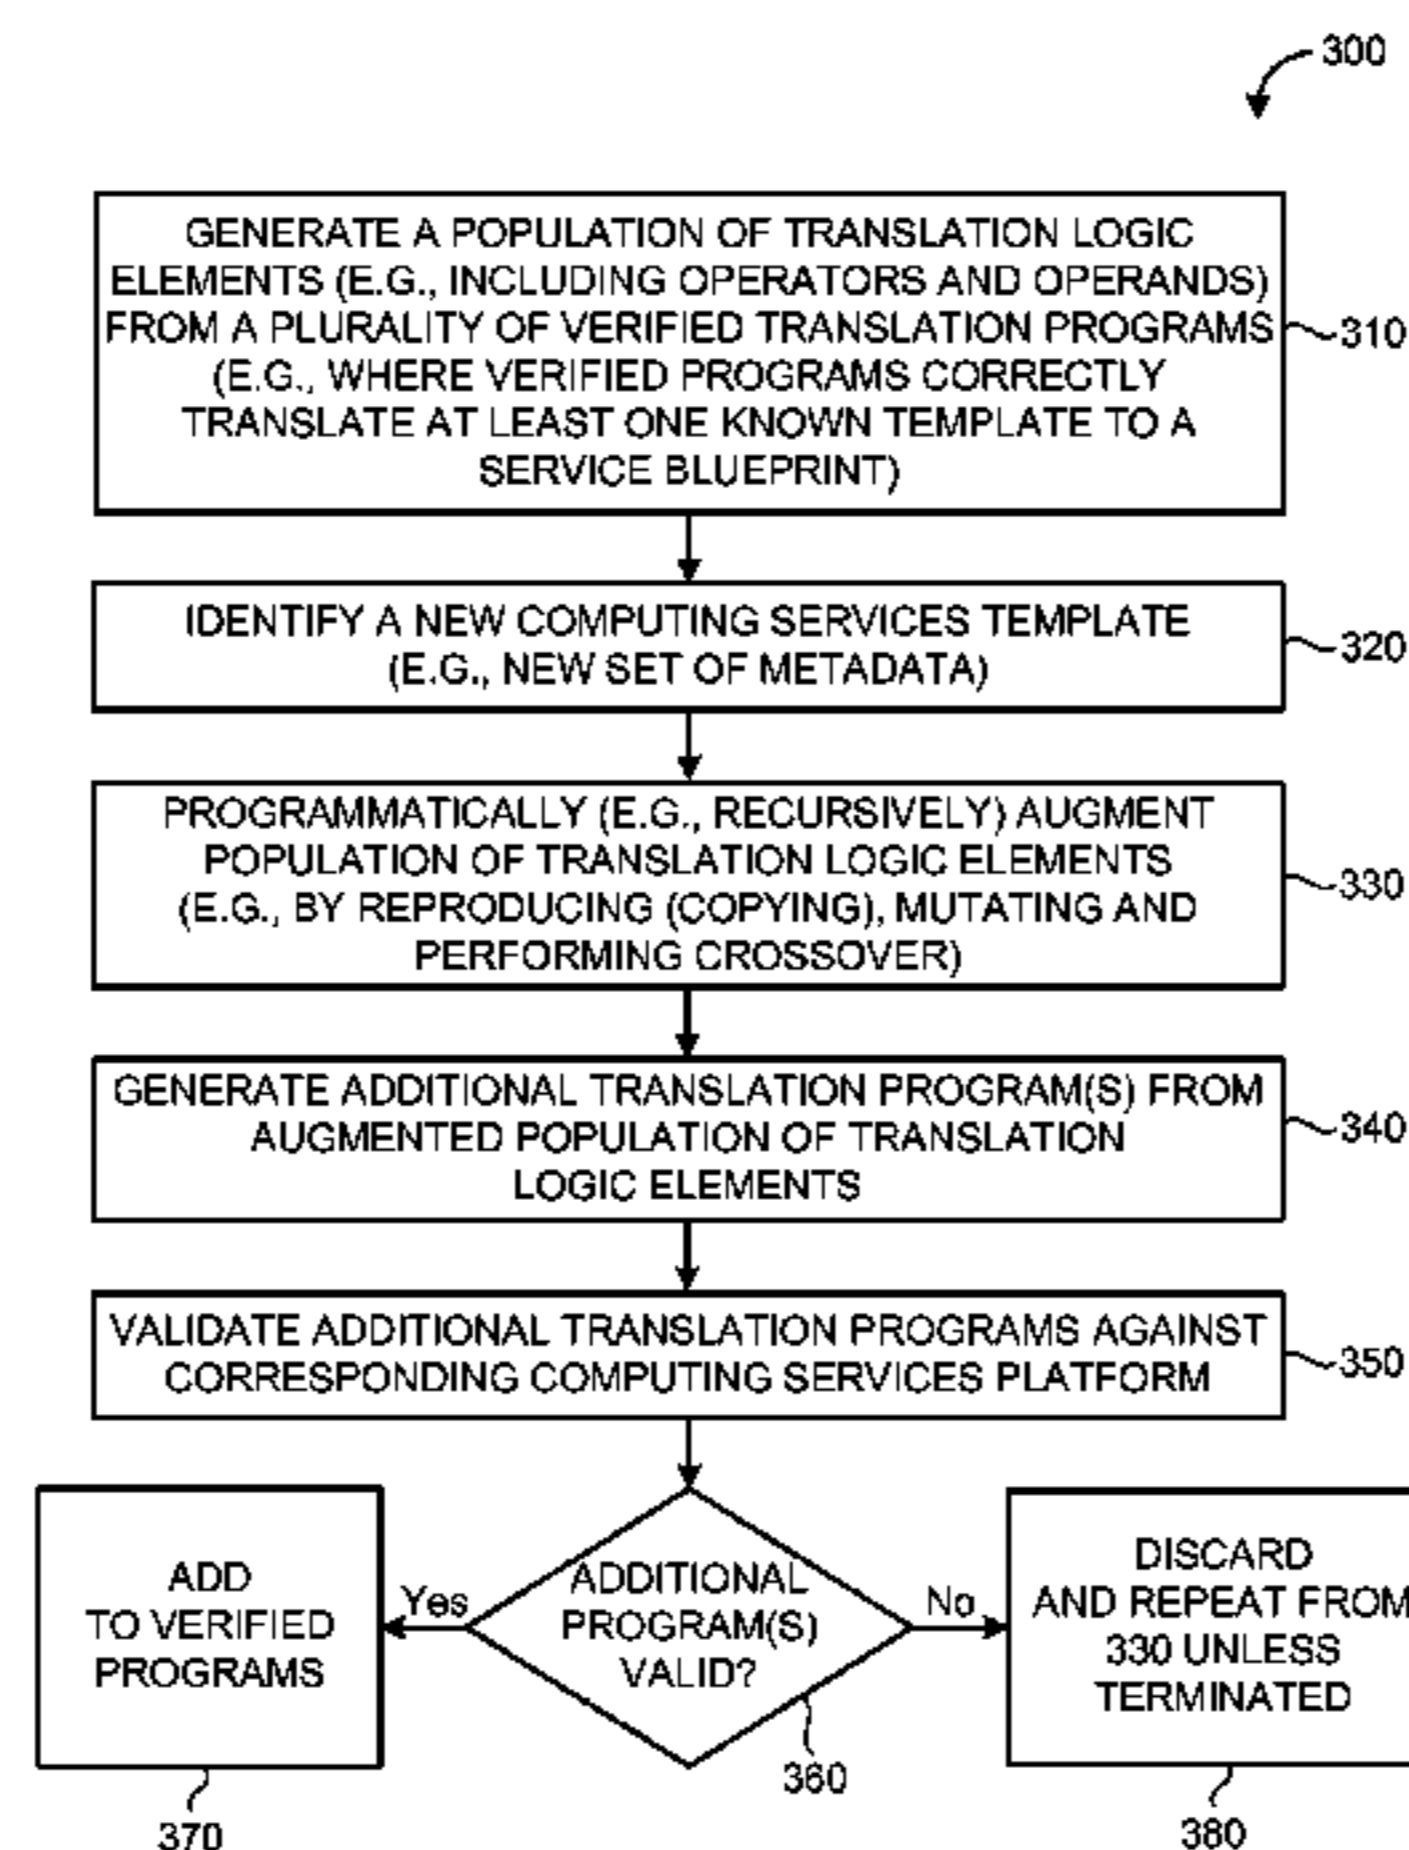 300
GENERATE A POPULATION OF TRANSLATION LOGIC
ELEMENTS (E.G., INCLUDING OPERATORS AND OPERANDS)
FROM A PLURALITY OF VERIFIED TRANSLATION PROGRAMS
(E.G., WHERE VERIFIED PROGRAMS CORRECTLY
TRANSLATE AT LEAST ONE KNOWN TEMPLATE TO A
SERVICE BLUEPRINT)
310
IDENTIFY A NEW COMPUTING SERVICES TEMPLATE
(E.G., NEW SET OF METADATA)
320
PROGRAMMATICALLY (E.G., RECURSIVELY) AUGMENT
POPULATION OF TRANSLATION LOGIC ELEMENTS
(E.G., BY REPRODUCING (COPYING), MUTATING AND
PERFORMING CROSSOVER)
330
GENERATE ADDITIONAL TRANSLATION PROGRAM(S) FROM
AUGMENTED POPULATION OF TRANSLATION
LOGIC ELEMENTS
340
VALIDATE ADDITIONAL TRANSLATION PROGRAMS AGAINST
CORRESPONDING COMPUTING SERVICES PLATFORM
350
ADD
TO VERIFIED
PROGRAMS
370
Yes
ADDITIONAL
PROGRAM(S)
VALID?
360
No
DISCARD
AND REPEAT FROM
330 UNLESS
TERMINATED
380